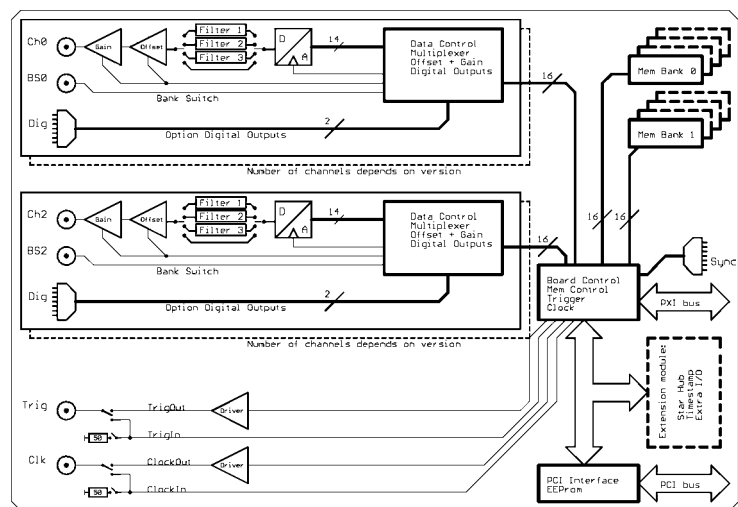 Ch0
Gain
Offset
Filter 1
Filter 2
Filter 3
D
A
14
Data Control
Multiplexer
Offset + Gain
Digital Outputs
16
BS0
Bank Switch
Dig
Option Digital Outputs
2
Number of channels depends on version
Mem Bank 0
Mem Bank 1
16
16
Ch2
Gain
Offset
Filter 1
Filter 2
Filter 3
D
A
14
Data Control
Multiplexer
Offset + Gain
Digital Outputs
16
BS2
Bank Switch
Dig
Option Digital Outputs
2
Number of channels depends on version
Sync
Board Control
Mem Control
Trigger
Clock
PXI bus
Extension module:
Star Hub
Timestamp
Extra I/O
Trig
TrigOut
Driver
50
TrigIn
Clk
ClockOut
Driver
50
ClockIn
PCI Interface
EEProm
PCI bus